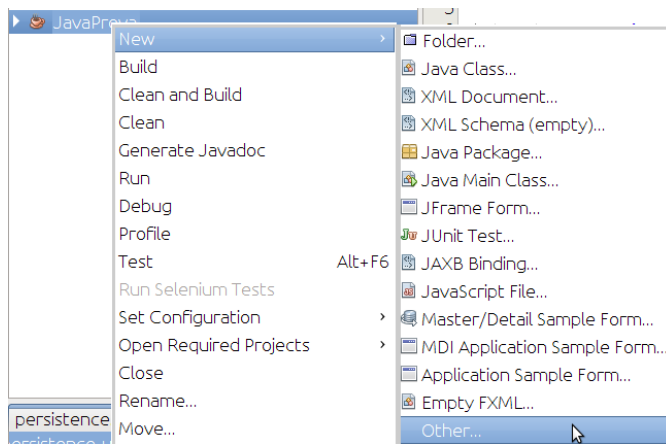 JavaProva
New
Build
Clean and Build
Clean
Generate Javadoc
Run
Debug
Profile
Test Alt+F6
Run Selenium Tests
Set Configuration
Open Required Projects
Close
Rename...
Move...
Folder...
Java Class...
XML Document...
XML Schema (empty)...
Java Package...
Java Main Class...
JFrame Form...
JUnit Test...
JAXB Binding...
JavaScript File...
Master/Detail Sample Form...
MDI Application Sample Form...
Application Sample Form...
Empty FXML...
Other...
persistence